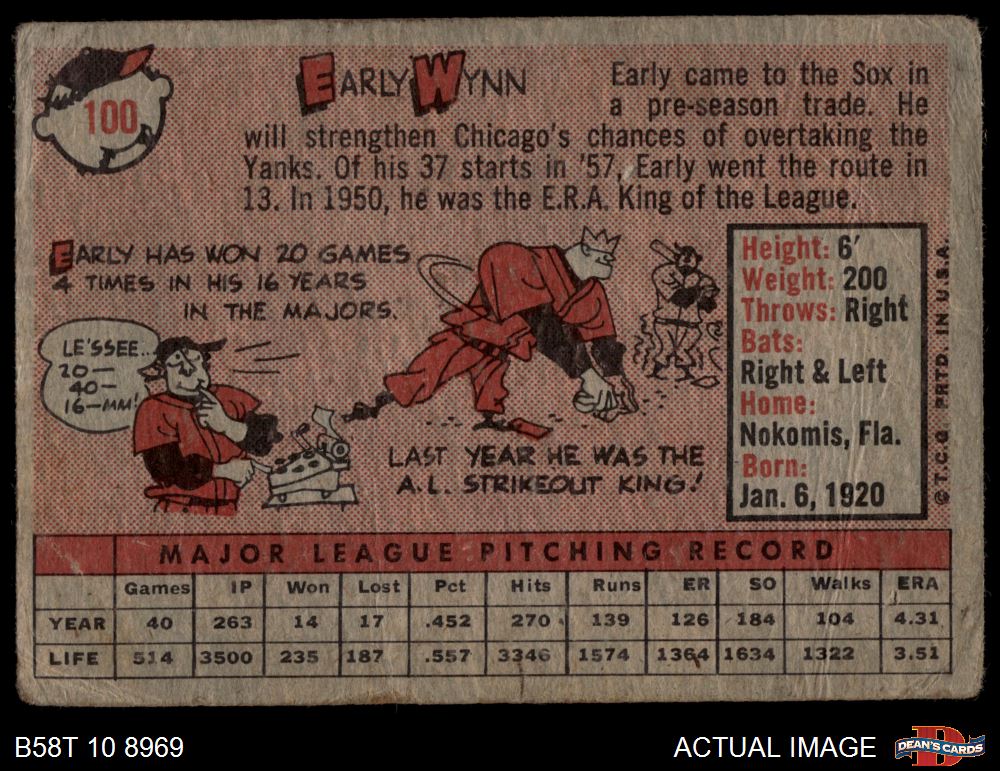 100
EARLY WYNN
Early came to the Sox in
a pre-season trade. He
will strengthen Chicago's chances of overtaking the
Yanks. Of his 37 starts in '57, Early went the route in
13. In 1950, he was the E.R.A. King of the League.
EARLY HAS WON 20 GAMES
4 TIMES IN HIS 16 YEARS
IN THE MAJORS.
LE'SSEE...
20—
40—
16—MM!
LAST YEAR HE WAS THE
A.L. STRIKEOUT KING!
Height: 6'
Weight: 200
Throws: Right
Bats:
Right & Left
Home:
Nokomis, Fla.
Born:
Jan. 6, 1920
© T.C.G. PRTD. IN U.S.A.
MAJOR LEAGUE PITCHING RECORD
Games IP Won Lost Pct Hits Runs ER SO Walks ERA
YEAR 40 263 14 17 .452 270 139 126 184 104 4.31
LIFE 514 3500 235 187 .557 3346 1574 1364 1634 1322 3.51
B58T 10 8969
ACTUAL IMAGE
D
DEAN'S CARDS